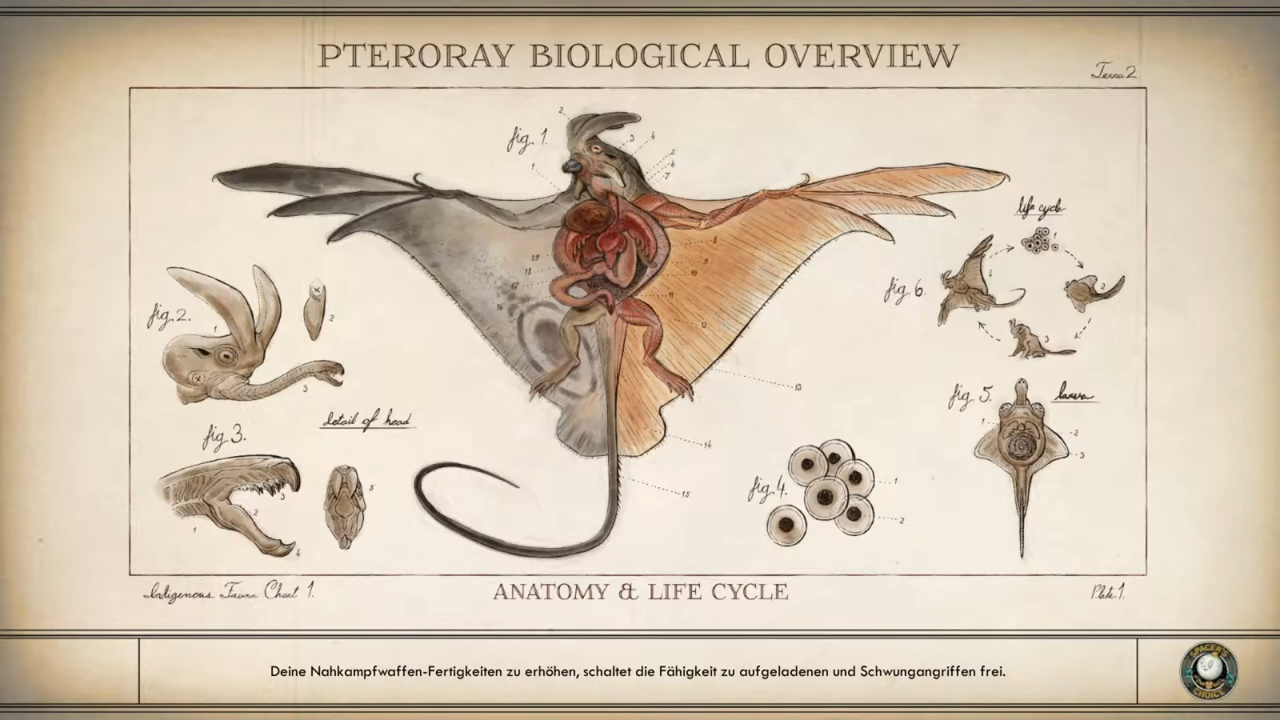 PTERORAY BIOLOGICAL OVERVIEW
Terra 2
fig. 1.
life cycle
fig. 6.
fig. 2.
detail of head
fig 3.
fig. 5.
larva
fig. 4.
Indigenous Fauna Chart 1.
ANATOMY & LIFE CYCLE
Plate 1.
Deine Nahkampfwaffen-Fertigkeiten zu erhöhen, schaltet die Fähigkeit zu aufgeladenen und Schwungangriffen frei.
SPACER'S
CHOICE